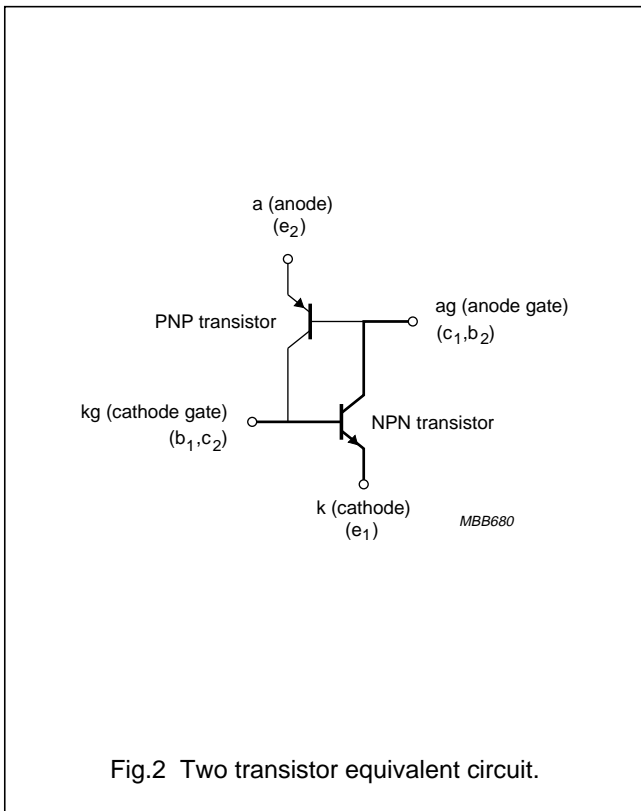 a (anode)
(e2)
PNP transistor
ag (anode gate)
(c1,b2)
kg (cathode gate)
(b1,c2)
NPN transistor
k (cathode)
(e1)
MBB680
Fig.2 Two transistor equivalent circuit.